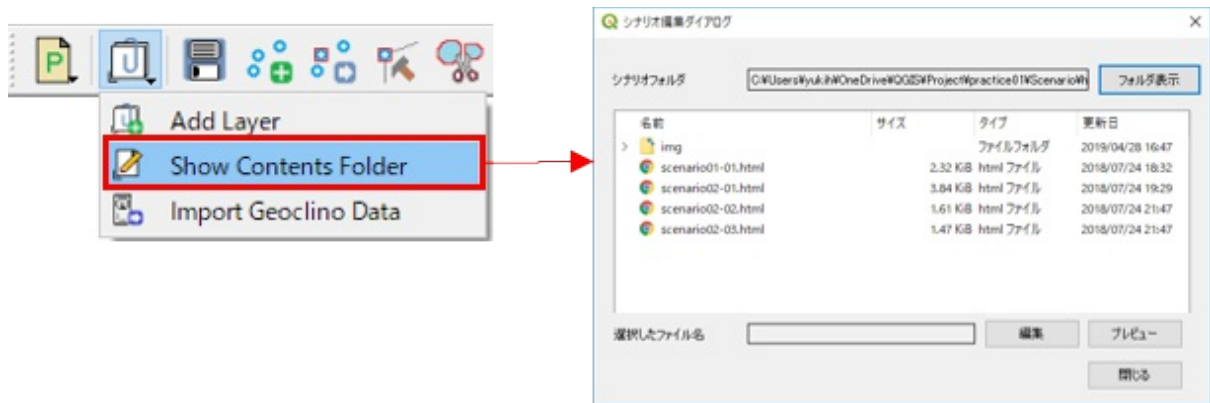 P
U
Add Layer
Show Contents Folder
Import Geoclino Data
シナリオ編集ダイアログ
シナリオフォルダ C:¥Users¥yuki.ih¥OneDrive¥QGIS¥Project¥practice01¥Scenario¥h フォルダ表示
名前 サイズ タイプ 更新日
img ファイルフォルダ 2019/04/28 16:47
scenario01-01.html 2.32 KiB html ファイル 2018/07/24 18:32
scenario02-01.html 3.84 KiB html ファイル 2018/07/24 19:29
scenario02-02.html 1.61 KiB html ファイル 2018/07/24 21:47
scenario02-03.html 1.47 KiB html ファイル 2018/07/24 21:47
選択したファイル名 編集 プレビュー
閉じる